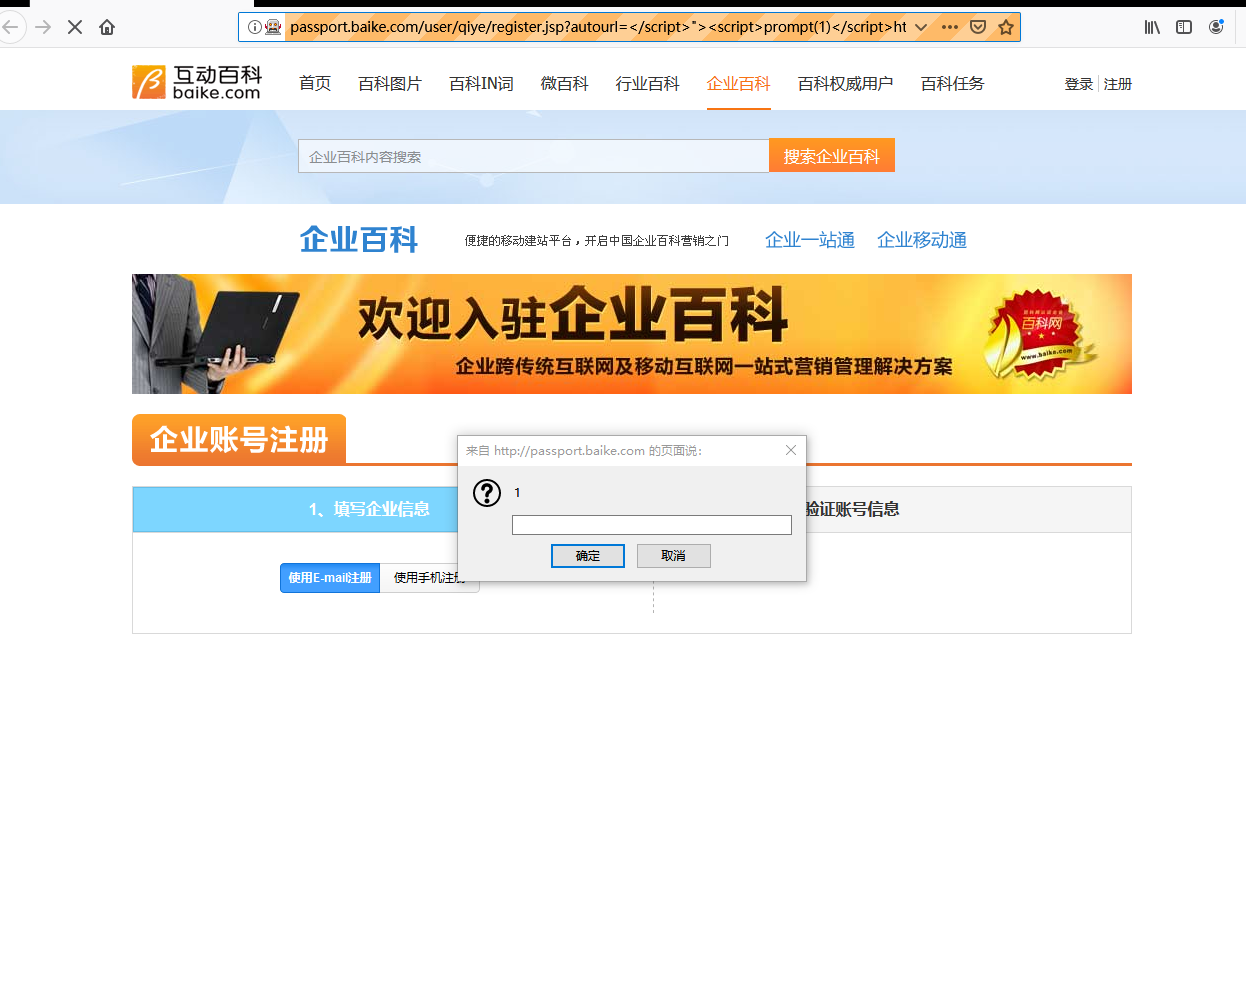 passport.baike.com/user/qiye/register.jsp?autourl=</script>"><script>prompt(1)</script>ht
互动百科
baike.com
首页 百科图片 百科IN词 微百科 行业百科 企业百科 百科权威用户 百科任务 登录 注册
企业百科内容搜索 搜索企业百科
企业百科 便捷的移动建站平台，开启中国企业百科营销之门 企业一站通 企业移动通
欢迎入驻企业百科
企业跨传统互联网及移动互联网一站式营销管理解决方案
百科网
www.baike.com
企业账号注册
来自 http://passport.baike.com 的页面说：
1
确定 取消
1、填写企业信息 验证账号信息
使用E-mail注册 使用手机注册